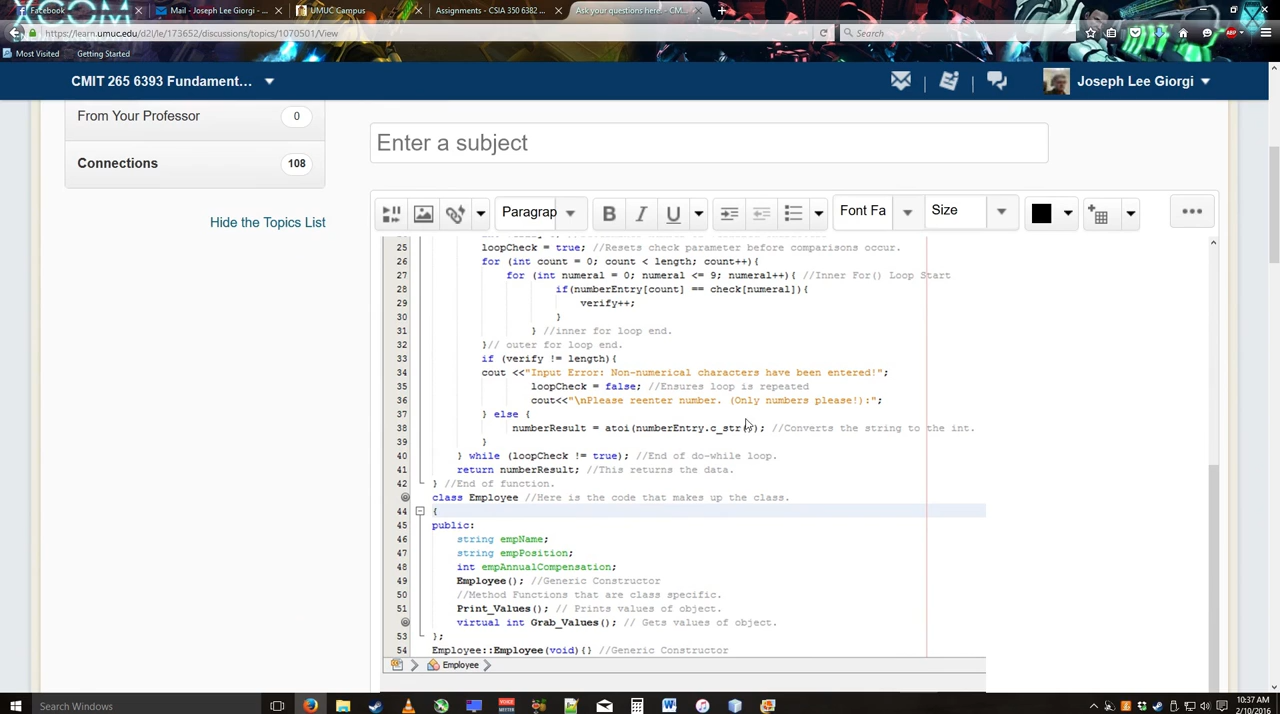 Facebook
Mail - Joseph Lee Giorgi - ...
UMUC Campus
Assignments - CSIA 350 6382 ...
Ask your questions here. - CM...
https://learn.umuc.edu/d2l/le/173652/discussions/topics/1070501/View
Search
Most Visited
Getting Started
CMIT 265 6393 Fundament...
Joseph Lee Giorgi
From Your Professor
0
Connections
108
Hide the Topics List
Enter a subject
Paragrap
B I U
Font Fa
Size
25 loopCheck = true; //Resets check parameter before comparisons occur.
26 for (int count = 0; count < length; count++){
27 for (int numeral = 0; numeral <= 9; numeral++){ //Inner For() Loop Start
28 if(numberEntry[count] == check[numeral]){
29 verify++;
30 }
31 } //inner for loop end.
32 }// outer for loop end.
33 if (verify != length){
34 cout <<"Input Error: Non-numerical characters have been entered!";
35 loopCheck = false; //Ensures loop is repeated
36 cout<<"\nPlease reenter number. (Only numbers please!):";
37 } else {
38 numberResult = atoi(numberEntry.c_str()); //Converts the string to the int.
39 }
40 } while (loopCheck != true); //End of do-while loop.
41 return numberResult; //This returns the data.
42 } //End of function.
class Employee //Here is the code that makes up the class.
44 {
45 public:
46 string empName;
47 string empPosition;
48 int empAnnualCompensation;
49 Employee(); //Generic Constructor
50 //Method Functions that are class specific.
51 Print_Values(); // Prints values of object.
virtual int Grab_Values(); // Gets values of object.
53 };
54 Employee::Employee(void){} //Generic Constructor
Employee
Search Windows
10:37 AM
2/10/2016